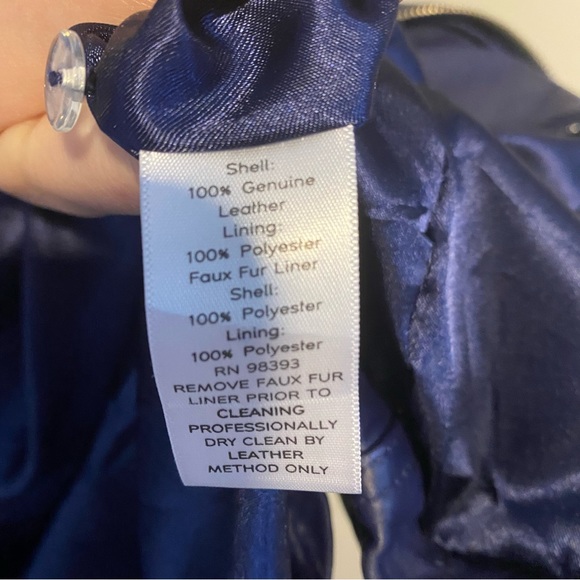 Shell:
100% Genuine
Leather
Lining:
100% Polyester
Faux Fur Liner
Shell:
100% Polyester
Lining:
100% Polyester
RN 98393
REMOVE FAUX FUR
LINER PRIOR TO
CLEANING
PROFESSIONALLY
DRY CLEAN BY
LEATHER
METHOD ONLY